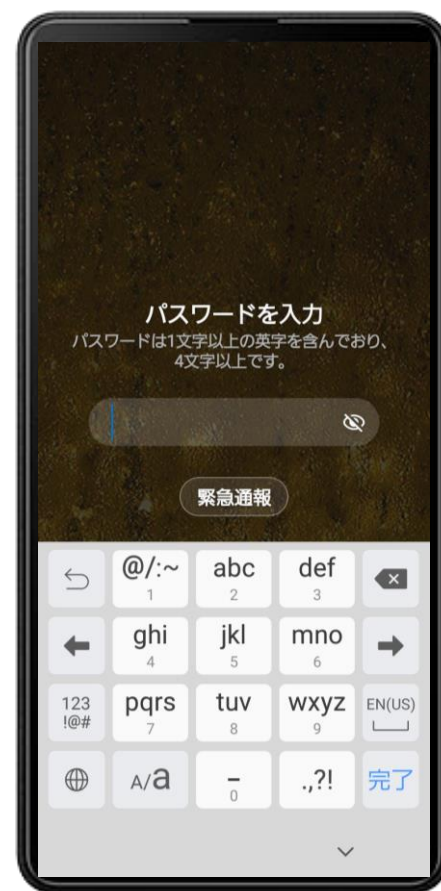 パスワードを入力
パスワードは1文字以上の英字を含んでおり、
4文字以上です。
緊急通報
@/:~ abc def
1 2 3
ghi jkl mno
4 5 6
123 pqrs tuv wxyz EN(US)
!@# 7 8 9
A/a - .,?! 完了
0